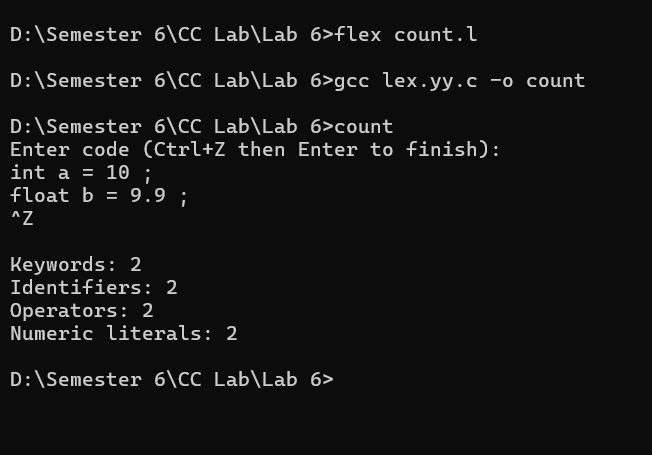 D:\Semester 6\CC Lab\Lab 6>flex count.l
D:\Semester 6\CC Lab\Lab 6>gcc lex.yy.c -o count
D:\Semester 6\CC Lab\Lab 6>count
Enter code (Ctrl+Z then Enter to finish):
int a = 10 ;
float b = 9.9 ;
^Z
Keywords: 2
Identifiers: 2
Operators: 2
Numeric literals: 2
D:\Semester 6\CC Lab\Lab 6>